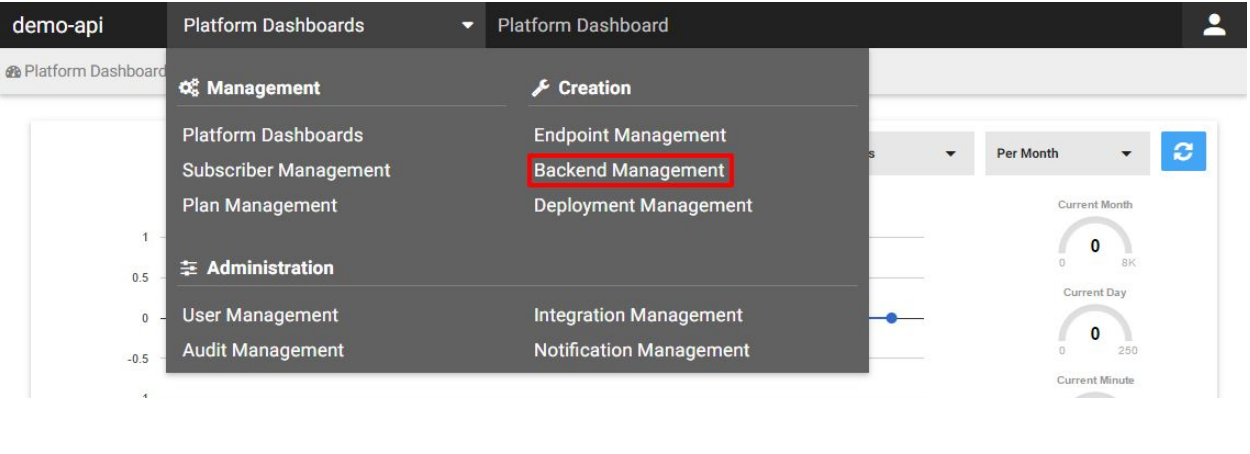 demo-api
Platform Dashboards
Platform Dashboard
Platform Dashboard
Management
Platform Dashboards
Subscriber Management
Plan Management
Creation
Endpoint Management
Backend Management
Deployment Management
Administration
User Management
Audit Management
Integration Management
Notification Management
s
Per Month
1
0.5
0
-0.5
Current Month
0
0 8K
Current Day
0
0 250
Current Minute